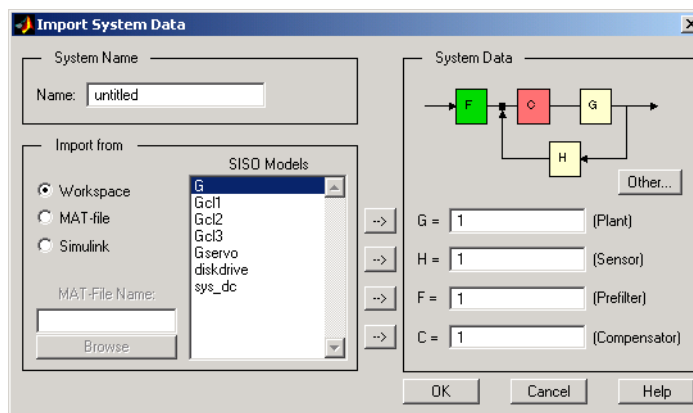 Import System Data
System Name
Name: untitled
Import from
Workspace
MAT-file
Simulink
MAT-File Name:
Browse
SISO Models
G
Gcl1
Gcl2
Gcl3
Gservo
diskdrive
sys_dc
-->
-->
-->
-->
System Data
F
C
G
H
Other...
G = 1 (Plant)
H = 1 (Sensor)
F = 1 (Prefilter)
C = 1 (Compensator)
OK
Cancel
Help